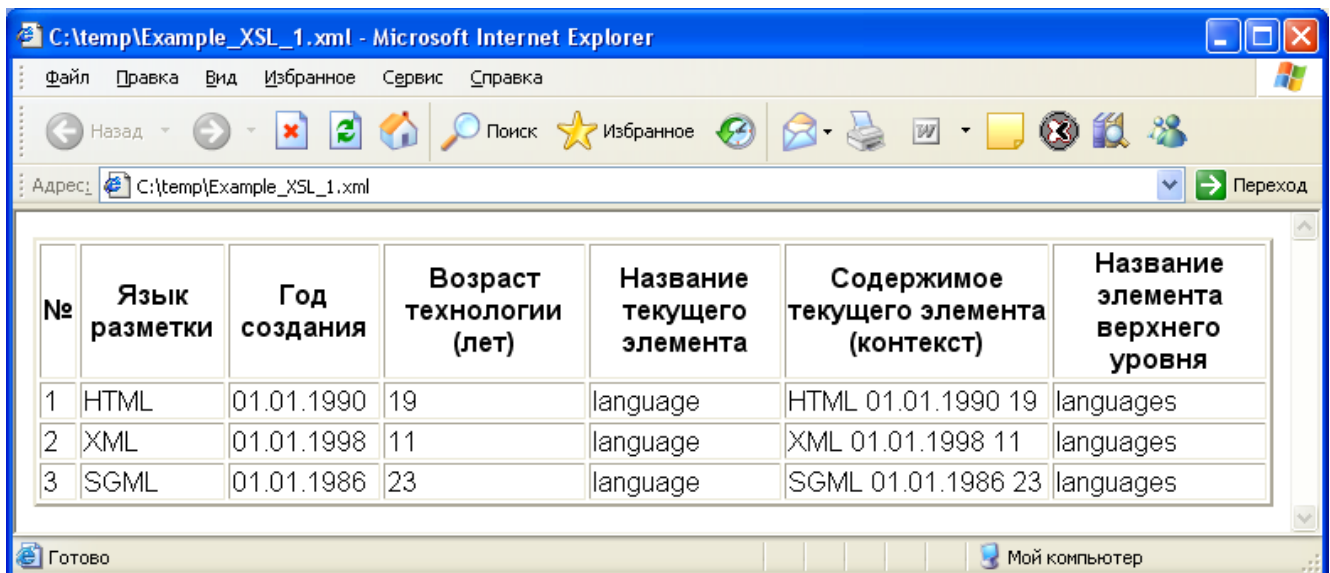 C:\temp\Example_XSL_1.xml - Microsoft Internet Explorer
Файл Правка Вид Избранное Сервис Справка
Назад Поиск Избранное W
Адрес: C:\temp\Example_XSL_1.xml Переход
№ Язык разметки Год создания Возраст технологии (лет) Название текущего элемента Содержимое текущего элемента (контекст) Название элемента верхнего уровня
1 HTML 01.01.1990 19 language HTML 01.01.1990 19 languages
2 XML 01.01.1998 11 language XML 01.01.1998 11 languages
3 SGML 01.01.1986 23 language SGML 01.01.1986 23 languages
Готово Мой компьютер